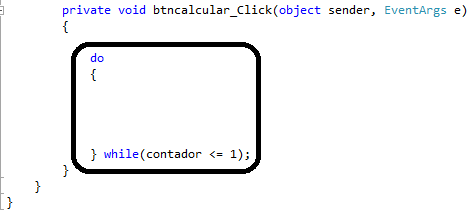 private void btncalcular_Click(object sender, EventArgs e)
{
do
{
} while(contador <= 1);
}
}
}